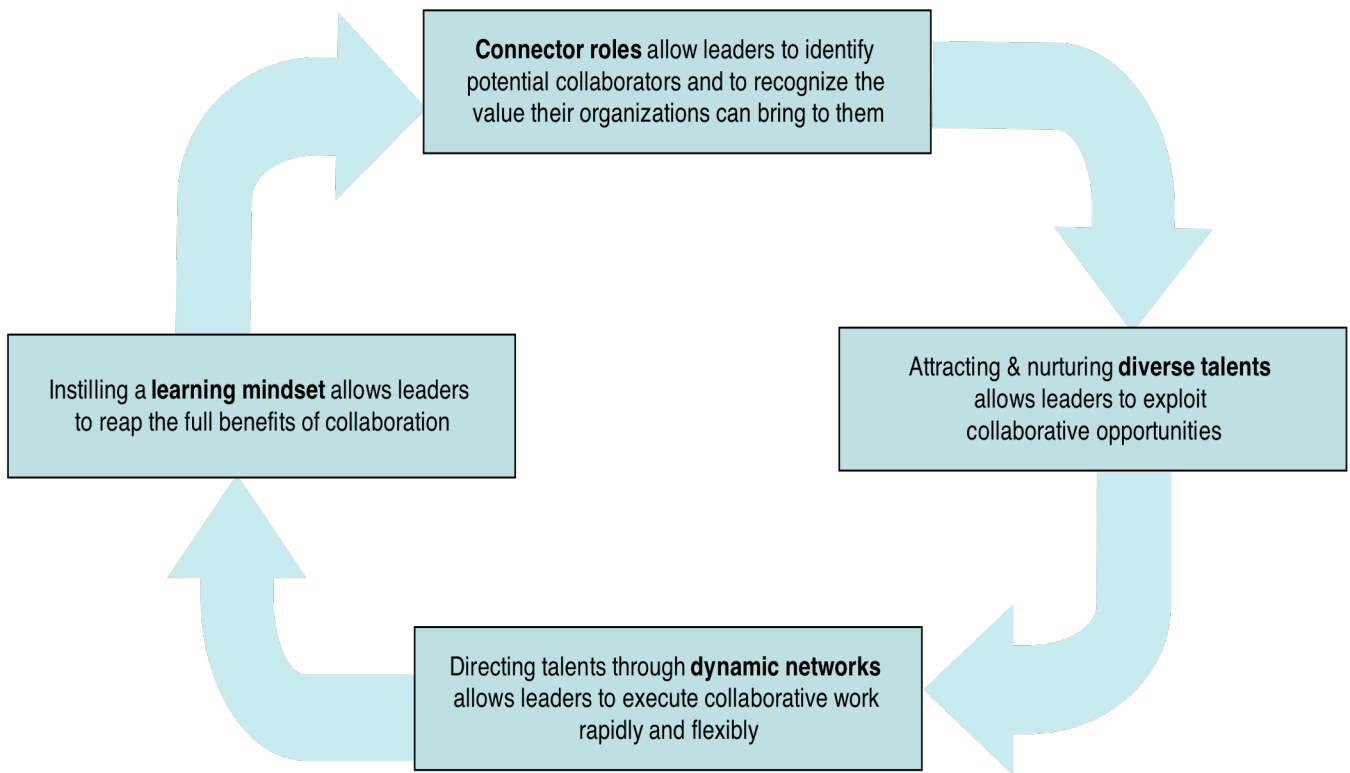 Connector roles allow leaders to identify
potential collaborators and to recognize the
value their organizations can bring to them
Attracting & nurturing diverse talents
allows leaders to exploit
collaborative opportunities
Directing talents through dynamic networks
allows leaders to execute collaborative work
rapidly and flexibly
Instilling a learning mindset allows leaders
to reap the full benefits of collaboration